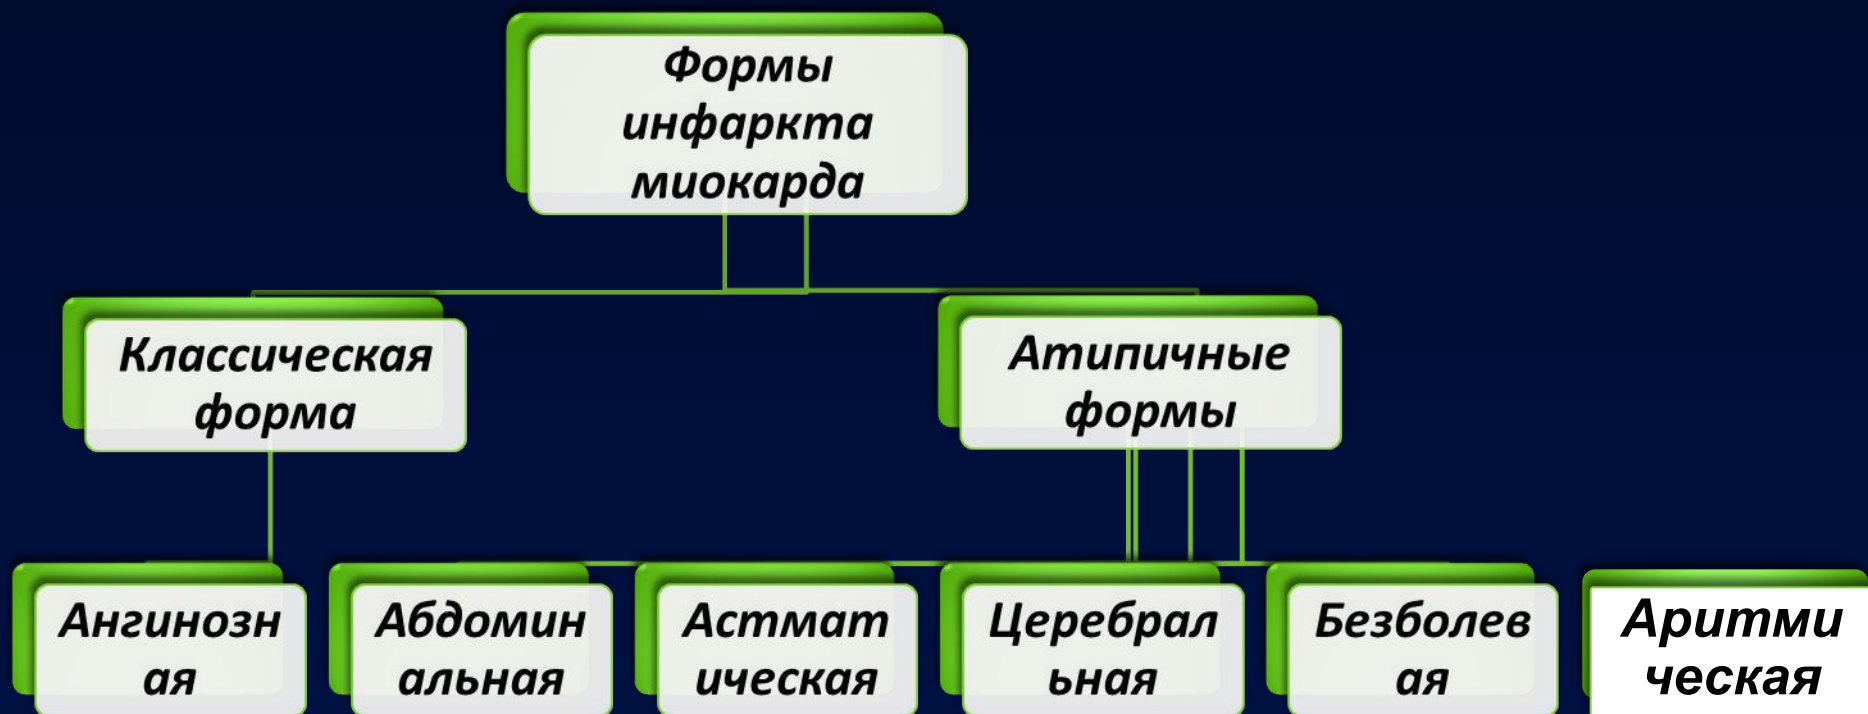 Формы
инфаркта
миокарда
Классическая
форма
Атипичные
формы
Ангинозн
ая
Абдомин
альная
Астмат
ическая
Церебрал
ьная
Безболев
ая
Аритми
ческая